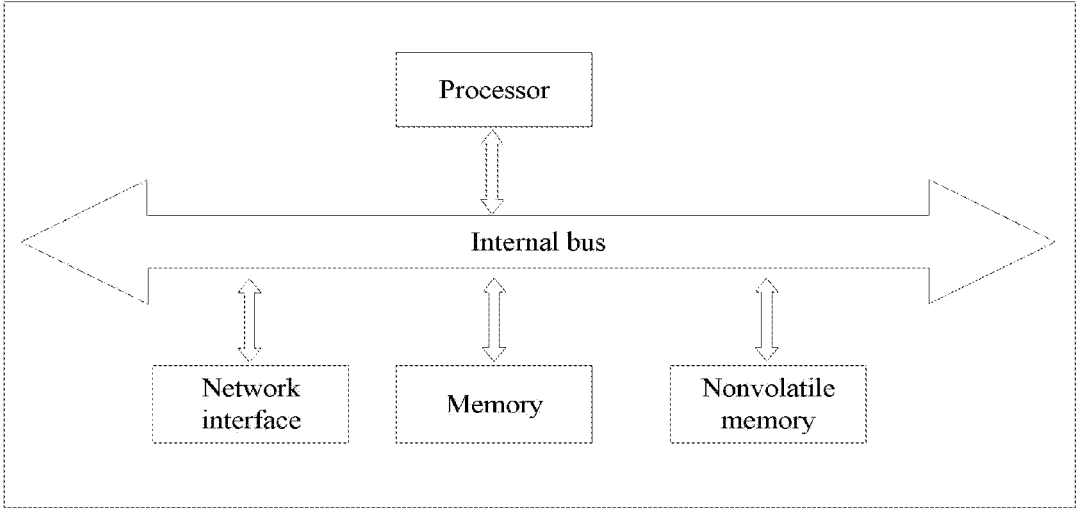 Processor
Internal bus
Network
interface
Memory
Nonvolatile
memory